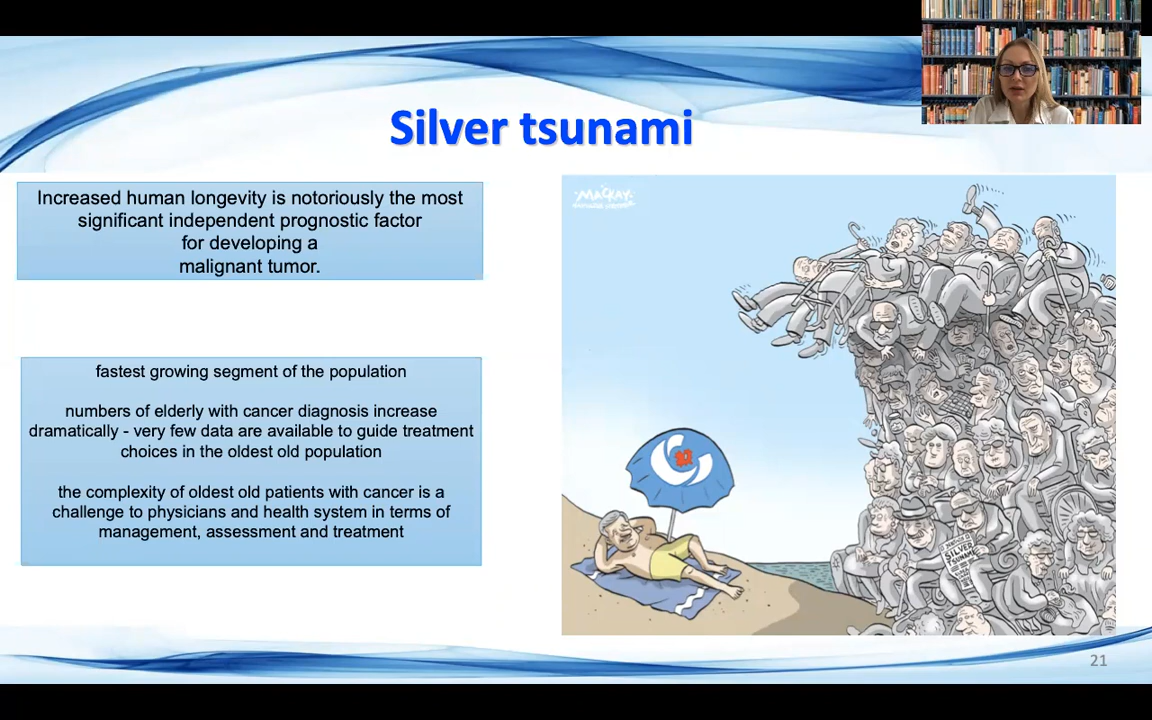 Silver tsunami
Increased human longevity is notoriously the most
significant independent prognostic factor
for developing a
malignant tumor.
fastest growing segment of the population
numbers of elderly with cancer diagnosis increase
dramatically - very few data are available to guide treatment
choices in the oldest old population
the complexity of oldest old patients with cancer is a
challenge to physicians and health system in terms of
management, assessment and treatment
MACKAY
SILVER
TSUNAMI
21